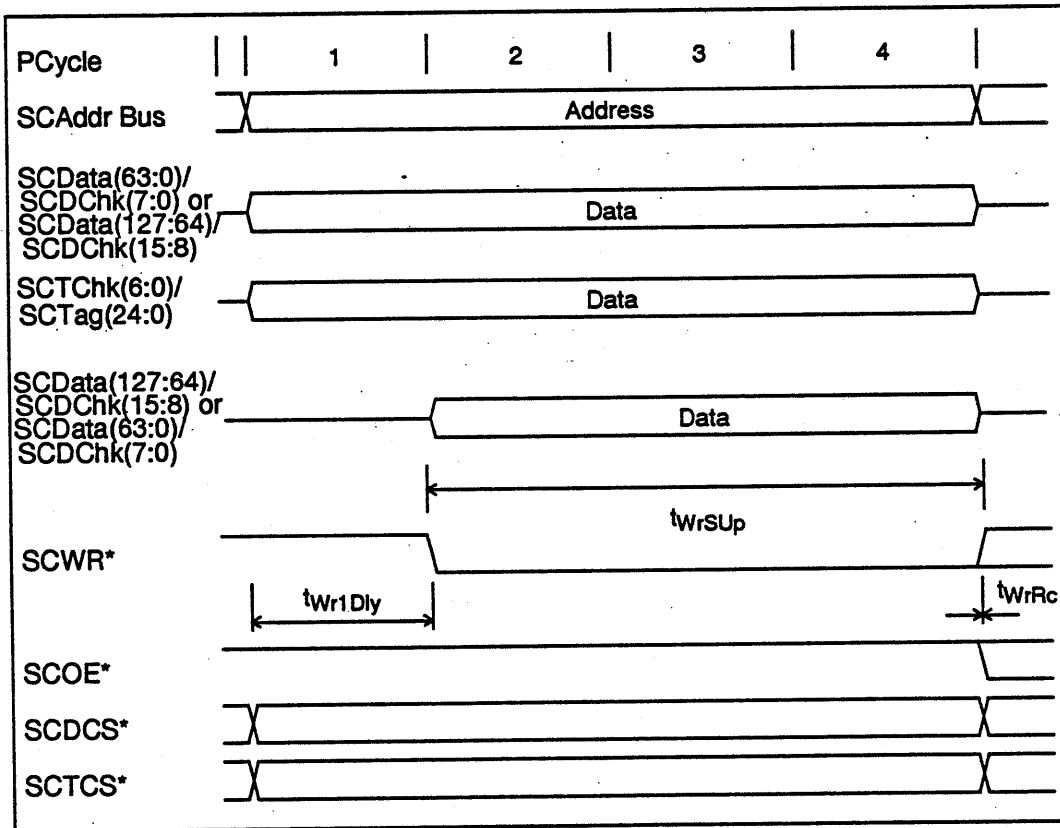 PCycle 1 2 3 4
SCAddr Bus Address
SCData(63:0)/
SCDChk(7:0) or
SCData(127:64)/
SCDChk(15:8)
Data
SCTChk(6:0)/
SCTag(24:0)
Data
SCData(127:64)/
SCDChk(15:8) or
SCData(63:0)/
SCDChk(7:0)
Data
tWrSUp
SCWR*
tWr1Dly
tWrRc
SCOE*
SCDCS*
SCTCS*